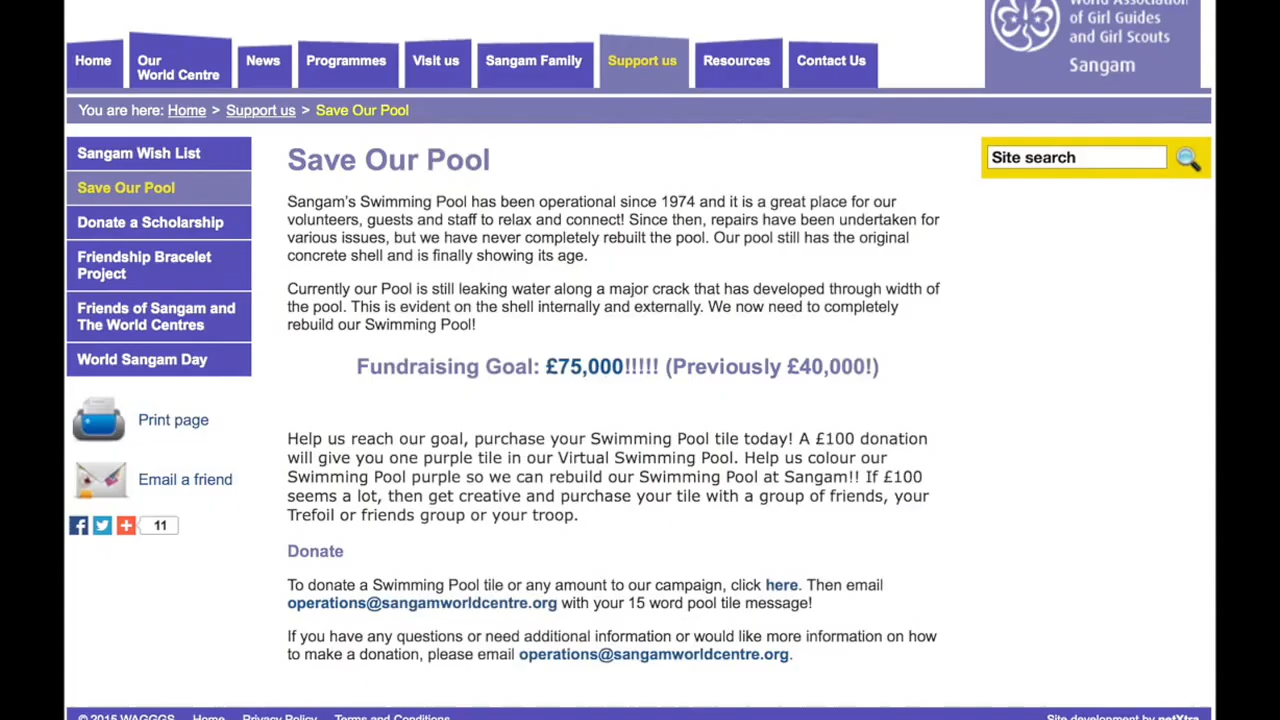 World Association
of Girl Guides
and Girl Scouts
Sangam
Home
Our
World Centre
News
Programmes
Visit us
Sangam Family
Support us
Resources
Contact Us
You are here: Home > Support us > Save Our Pool
Sangam Wish List
Save Our Pool
Donate a Scholarship
Friendship Bracelet
Project
Friends of Sangam and
The World Centres
World Sangam Day
Print page
Email a friend
11
Save Our Pool
Sangam's Swimming Pool has been operational since 1974 and it is a great place for our
volunteers, guests and staff to relax and connect! Since then, repairs have been undertaken for
various issues, but we have never completely rebuilt the pool. Our pool still has the original
concrete shell and is finally showing its age.
Currently our Pool is still leaking water along a major crack that has developed through width of
the pool. This is evident on the shell internally and externally. We now need to completely
rebuild our Swimming Pool!
Fundraising Goal: £75,000!!!!! (Previously £40,000!)
Help us reach our goal, purchase your Swimming Pool tile today! A £100 donation
will give you one purple tile in our Virtual Swimming Pool. Help us colour our
Swimming Pool purple so we can rebuild our Swimming Pool at Sangam!! If £100
seems a lot, then get creative and purchase your tile with a group of friends, your
Trefoil or friends group or your troop.
Donate
To donate a Swimming Pool tile or any amount to our campaign, click here. Then email
operations@sangamworldcentre.org with your 15 word pool tile message!
If you have any questions or need additional information or would like more information on how
to make a donation, please email operations@sangamworldcentre.org.
Site search
© 2015 WAGGGS Home Privacy Policy Terms and Conditions
Site development by netXtra